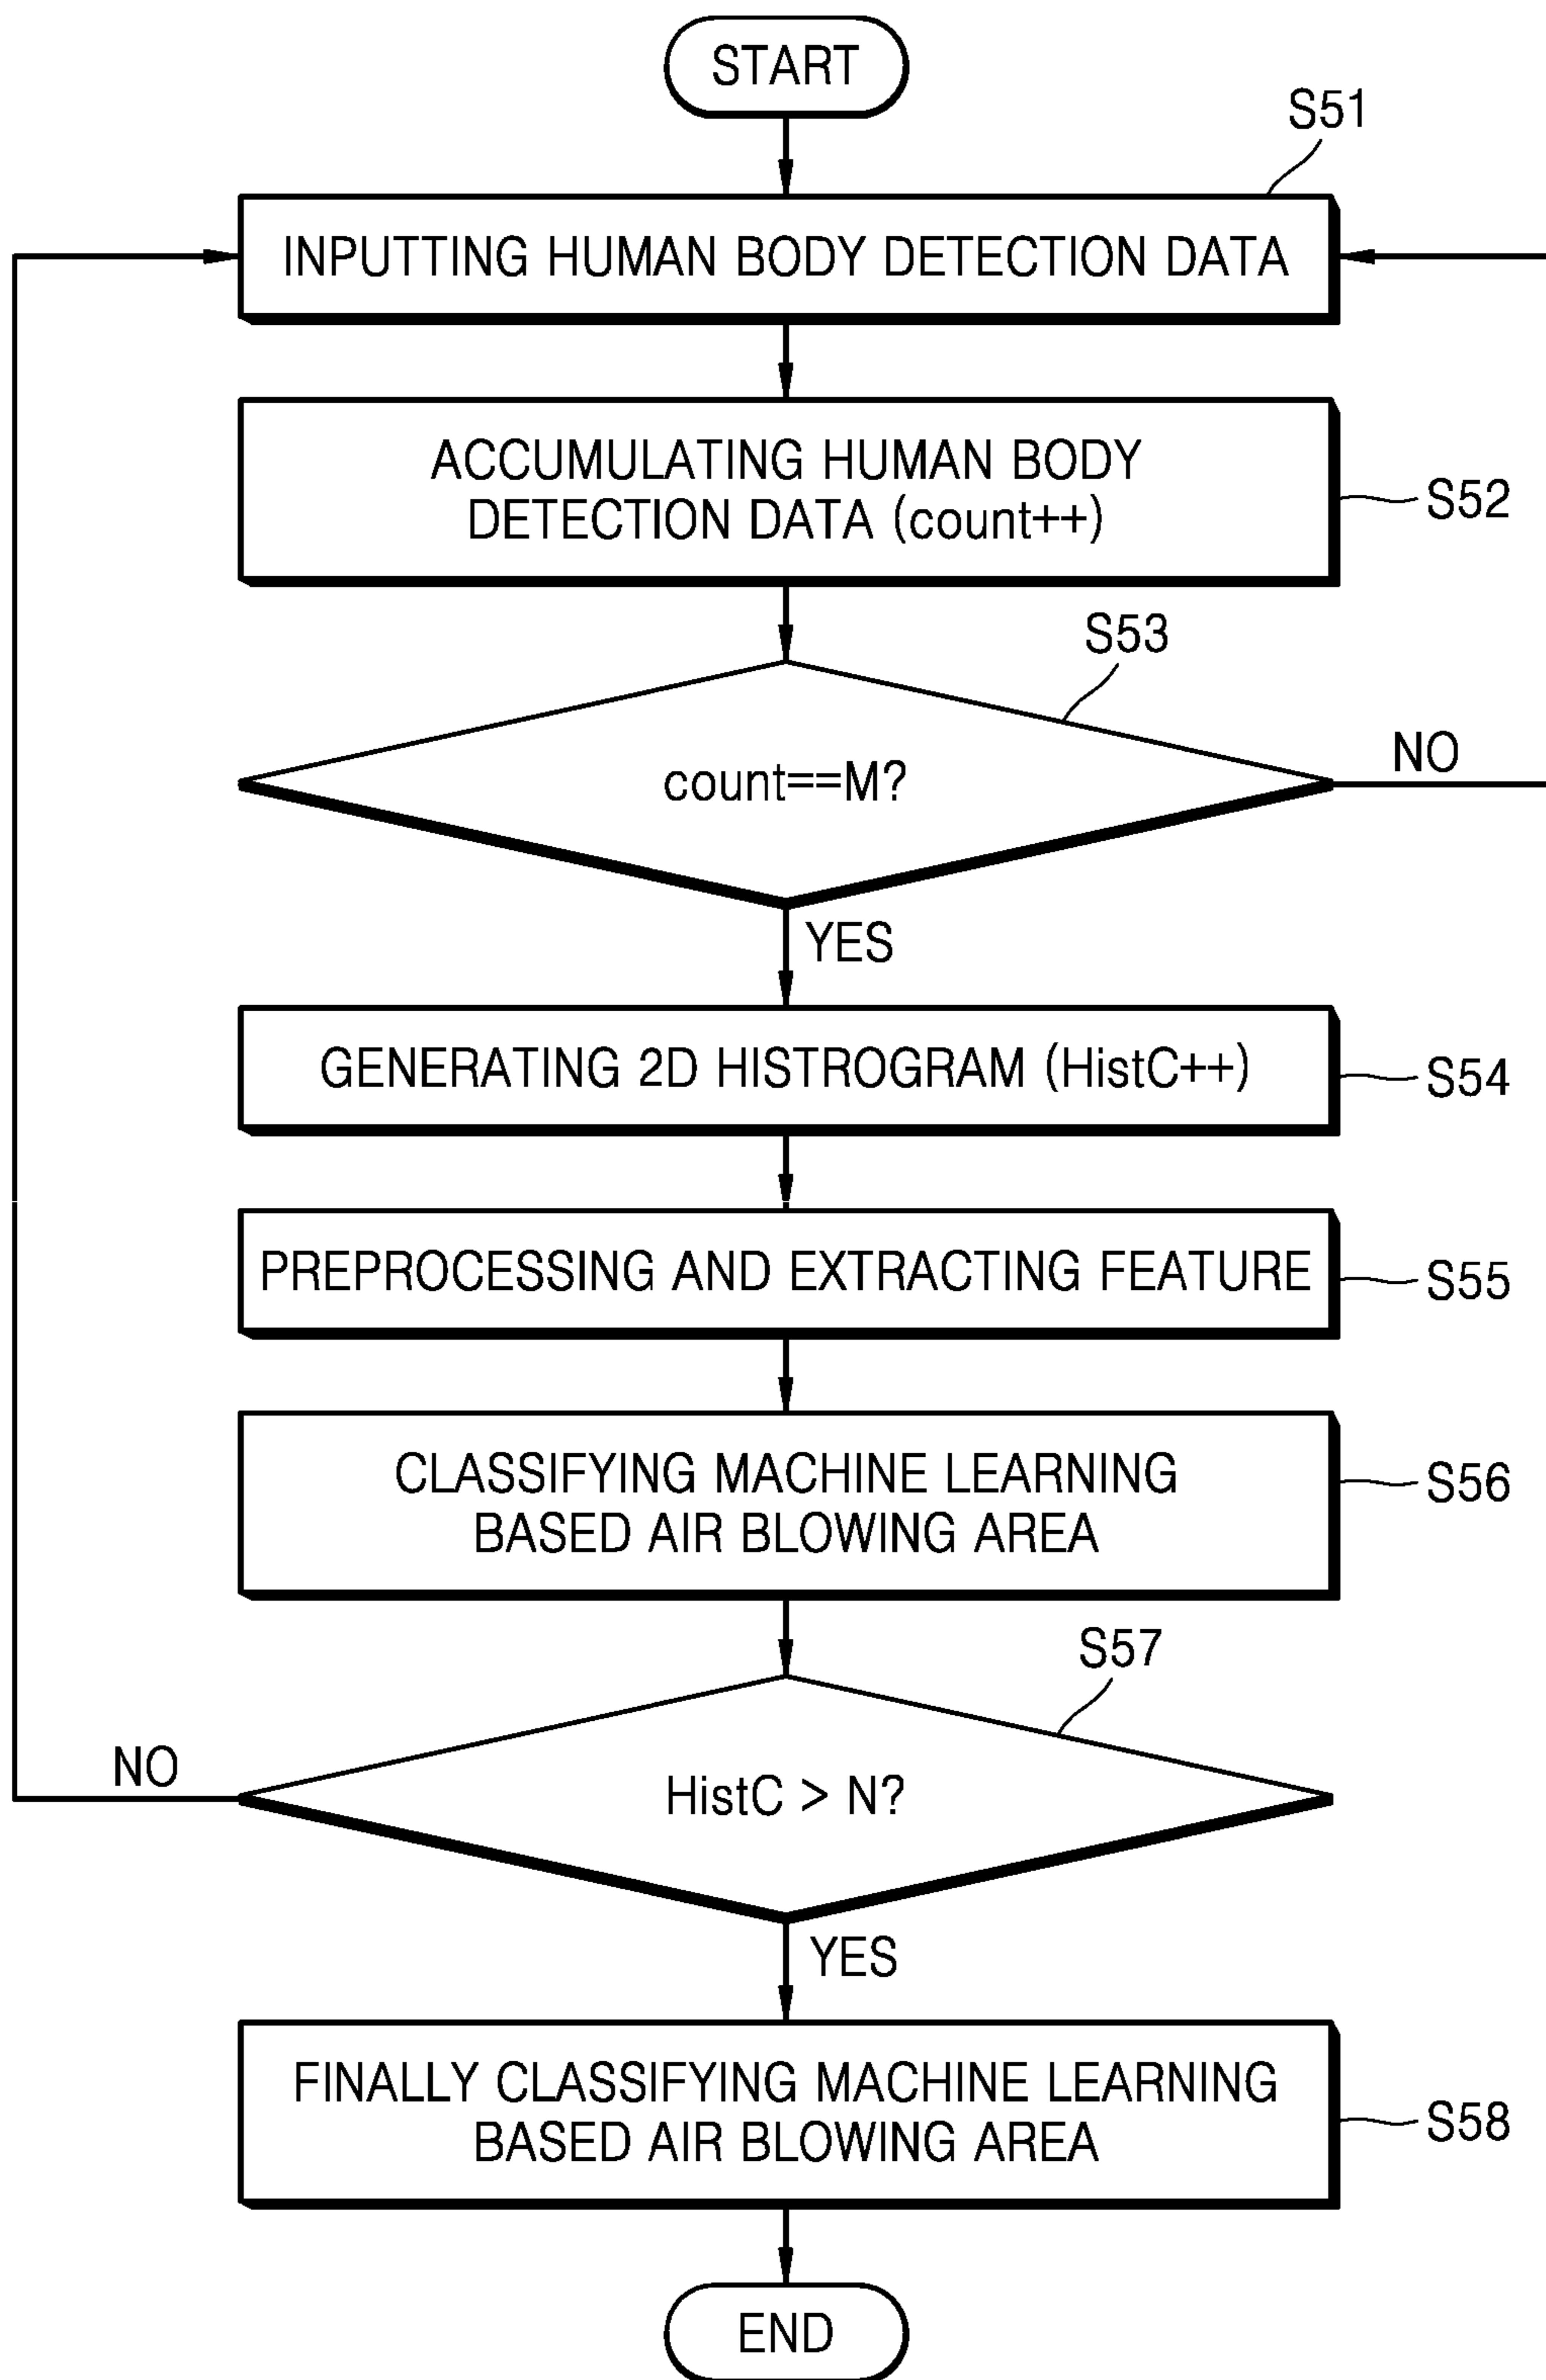 START
S51
INPUTTING HUMAN BODY DETECTION DATA
ACCUMULATING HUMAN BODY
DETECTION DATA (count++)
S52
S53
count==M?
NO
YES
GENERATING 2D HISTROGRAM (HistC++)
S54
PREPROCESSING AND EXTRACTING FEATURE
S55
CLASSIFYING MACHINE LEARNING
BASED AIR BLOWING AREA
S56
S57
NO
HistC > N?
YES
FINALLY CLASSIFYING MACHINE LEARNING
BASED AIR BLOWING AREA
S58
END